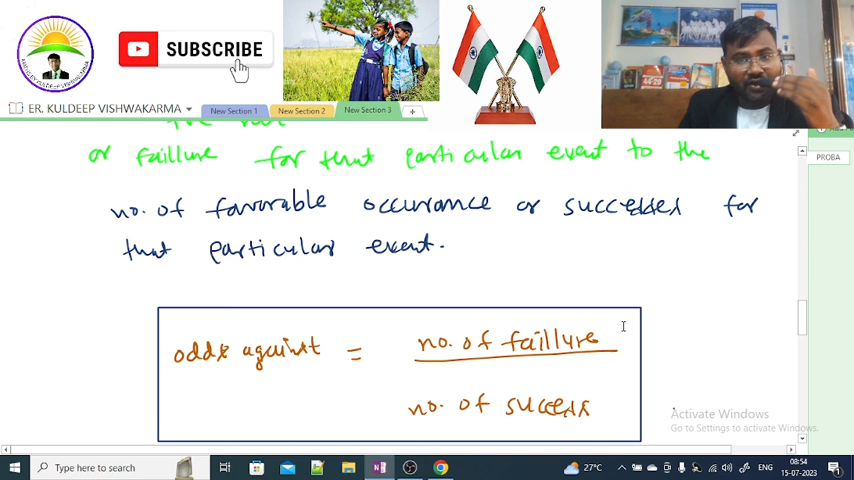 SUBSCRIBE
ER. KULDEEP VISHWAKARMA
New Section 1
New Section 2
New Section 3
or faillure for that particular event to the
PROBA
no. of favorable occurance or successes for
that particular event.
odds against = no. of faillure
no. of success
Activate Windows
Go to Settings to activate Windows.
Type here to search
27°C
ENG
08:54
15-07-2023